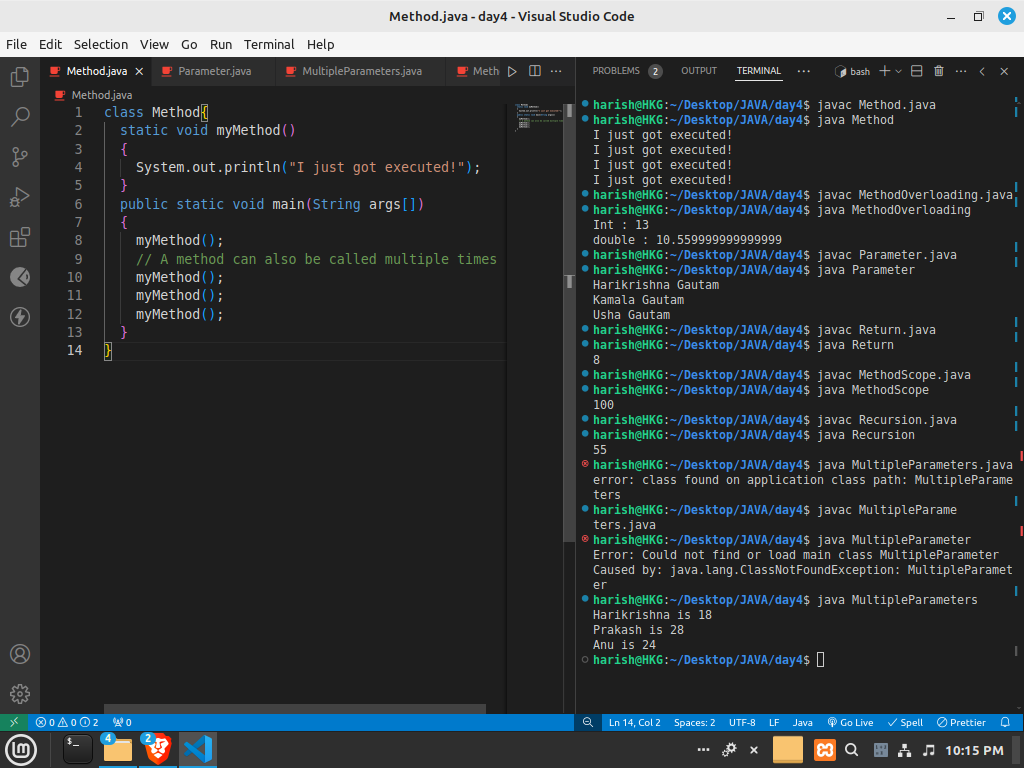 Method.java - day4 - Visual Studio Code
File Edit Selection View Go Run Terminal Help
Method.java Parameter.java MultipleParameters.java Meth
Method.java
1 class Method{
2 static void myMethod()
3 {
4 System.out.println("I just got executed!");
5 }
6 public static void main(String args[])
7 {
8 myMethod();
9 // A method can also be called multiple times
10 myMethod();
11 myMethod();
12 myMethod();
13 }
14 }
PROBLEMS 2 OUTPUT TERMINAL ... bash
harish@HKG:~/Desktop/JAVA/day4$ javac Method.java
harish@HKG:~/Desktop/JAVA/day4$ java Method
I just got executed!
I just got executed!
I just got executed!
I just got executed!
harish@HKG:~/Desktop/JAVA/day4$ javac MethodOverloading.java
harish@HKG:~/Desktop/JAVA/day4$ java MethodOverloading
Int : 13
double : 10.559999999999999
harish@HKG:~/Desktop/JAVA/day4$ javac Parameter.java
harish@HKG:~/Desktop/JAVA/day4$ java Parameter
Harikrishna Gautam
Kamala Gautam
Usha Gautam
harish@HKG:~/Desktop/JAVA/day4$ javac Return.java
harish@HKG:~/Desktop/JAVA/day4$ java Return
8
harish@HKG:~/Desktop/JAVA/day4$ javac MethodScope.java
harish@HKG:~/Desktop/JAVA/day4$ java MethodScope
100
harish@HKG:~/Desktop/JAVA/day4$ javac Recursion.java
harish@HKG:~/Desktop/JAVA/day4$ java Recursion
55
harish@HKG:~/Desktop/JAVA/day4$ java MultipleParameters.java
error: class found on application class path: MultipleParame
ters
harish@HKG:~/Desktop/JAVA/day4$ javac MultipleParame
ters.java
harish@HKG:~/Desktop/JAVA/day4$ java MultipleParameter
Error: Could not find or load main class MultipleParameter
Caused by: java.lang.ClassNotFoundException: MultipleParamet
er
harish@HKG:~/Desktop/JAVA/day4$ java MultipleParameters
Harikrishna is 18
Prakash is 28
Anu is 24
harish@HKG:~/Desktop/JAVA/day4$
0 0 2 0 Ln 14, Col 2 Spaces: 2 UTF-8 LF Java Go Live Spell Prettier
4 2 10:15 PM